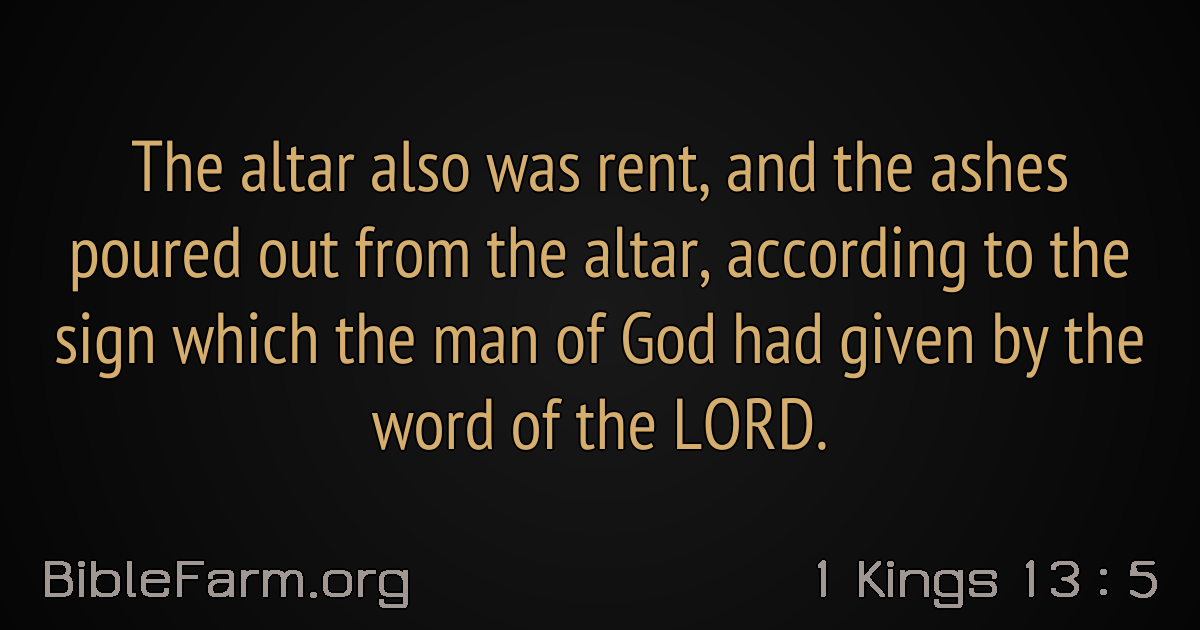 The altar also was rent, and the ashes
poured out from the altar, according to the
sign which the man of God had given by the
word of the LORD.
BibleFarm.org
1 Kings 13 : 5